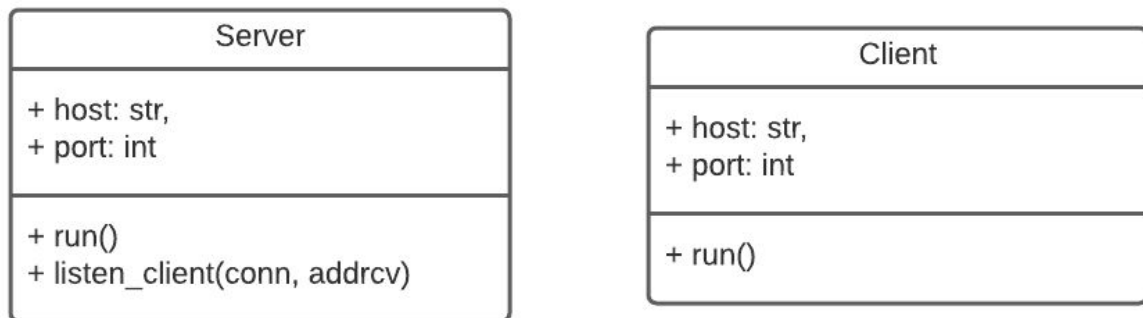 Server
+ host: str,
+ port: int
+ run()
+ listen_client(conn, addrcv)
Client
+ host: str,
+ port: int
+ run()